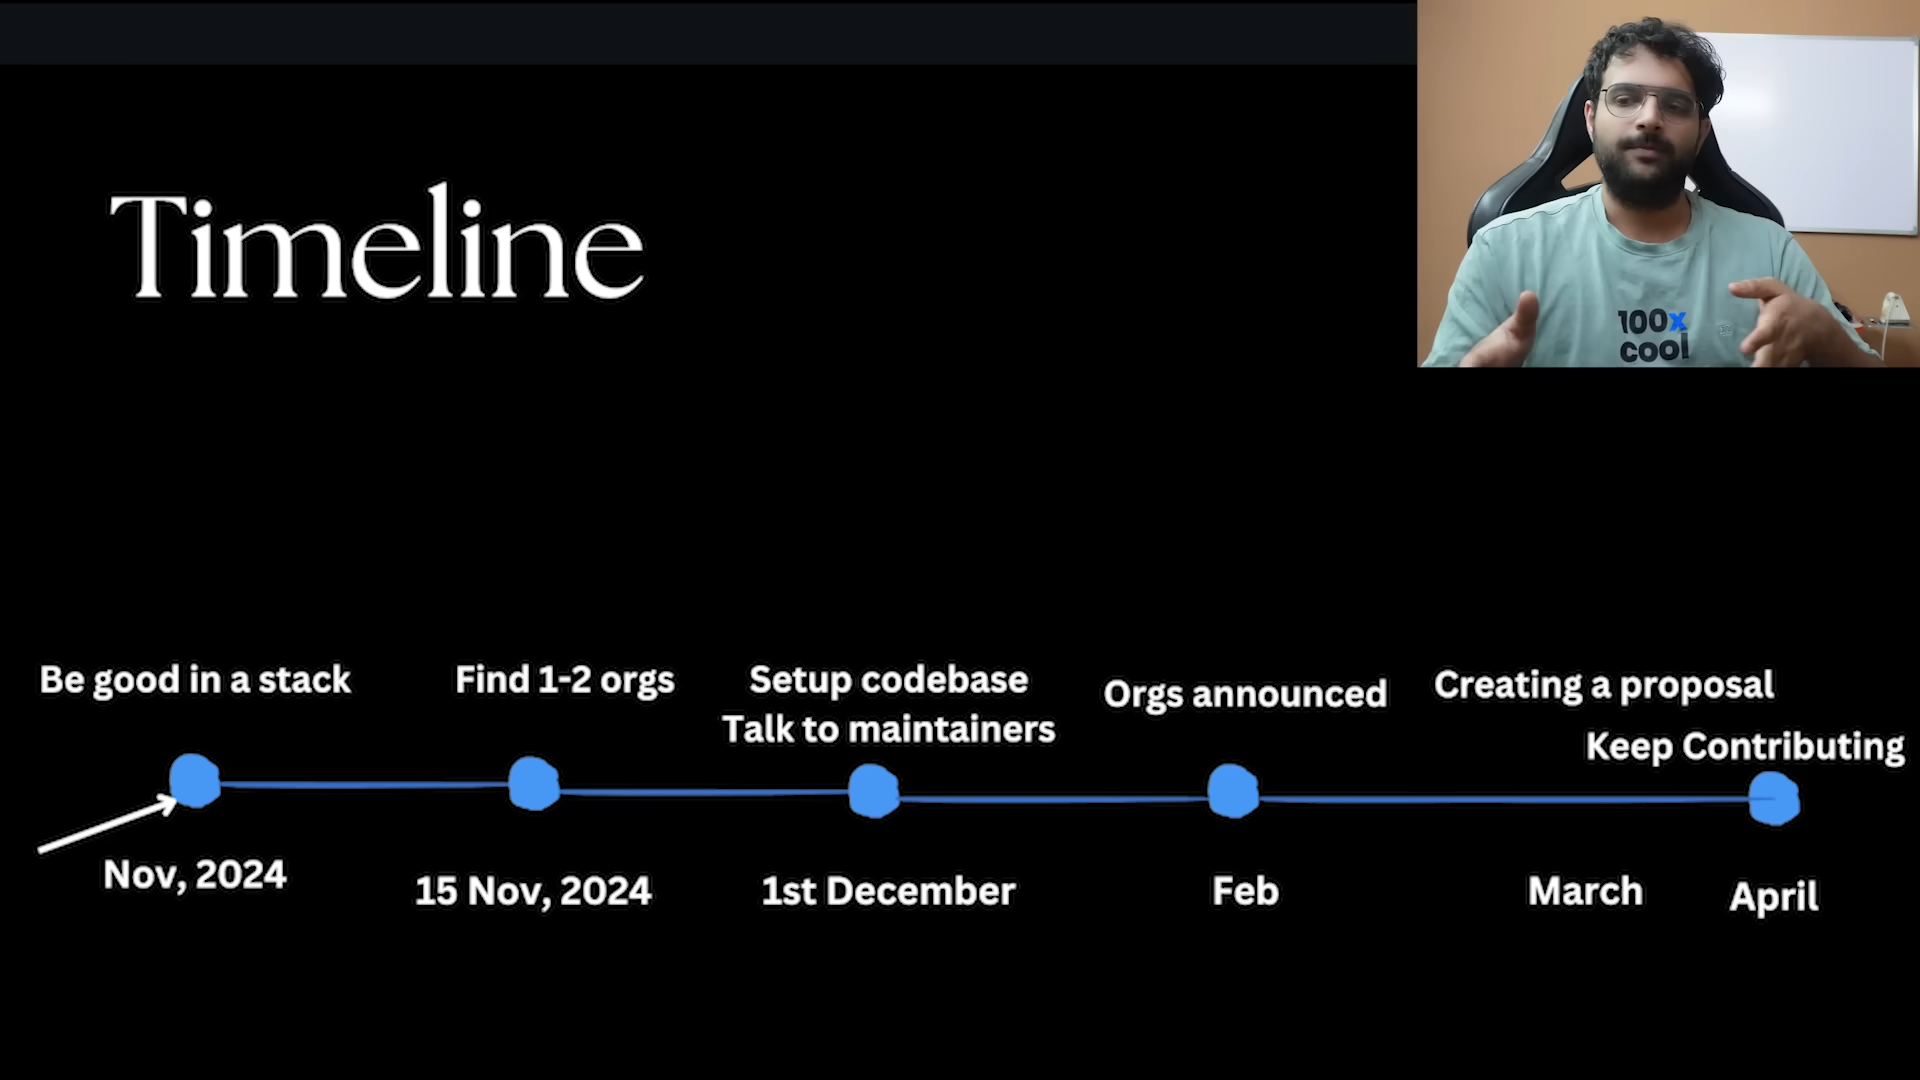 Timeline
100x
cool
Be good in a stack
Find 1-2 orgs
Setup codebase
Talk to maintainers
Orgs announced
Creating a proposal
Keep Contributing
Nov, 2024
15 Nov, 2024
1st December
Feb
March
April